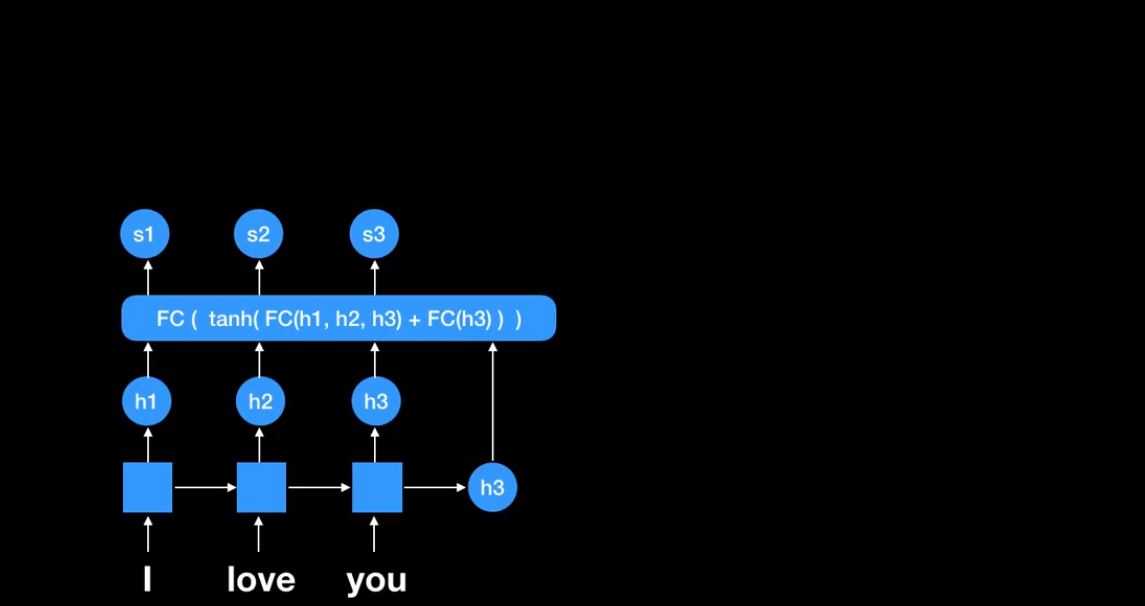 s1 s2 s3
FC ( tanh( FC(h1, h2, h3) + FC(h3) ) )
h1 h2 h3
h3
I love you